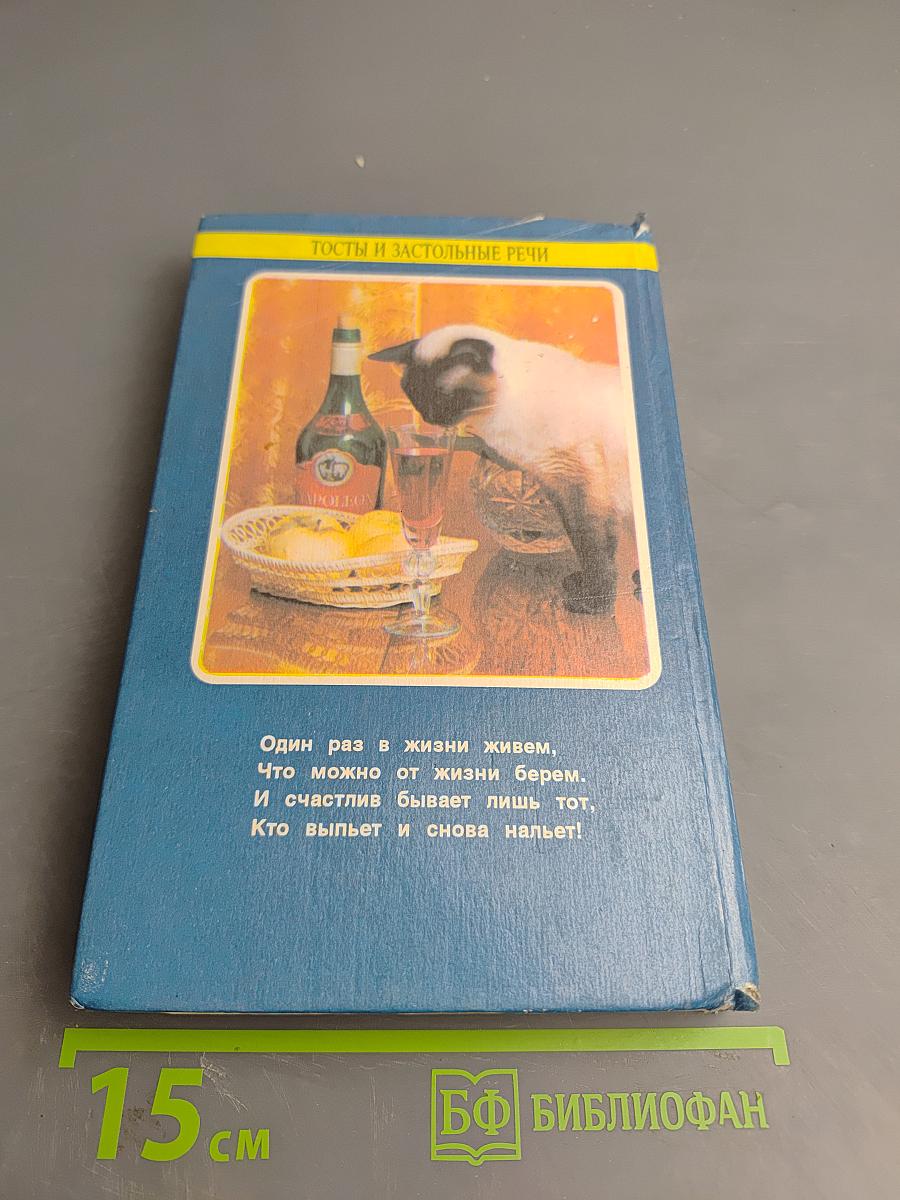 ТОСТЫ И ЗАСТОЛЬНЫЕ РЕЧИ
NAPOLEON
Один раз в жизни живем,
Что можно от жизни берем.
И счастлив бывает лишь тот,
Кто выпьет и снова нальет!
15 см
БФ БИБЛИОФАН